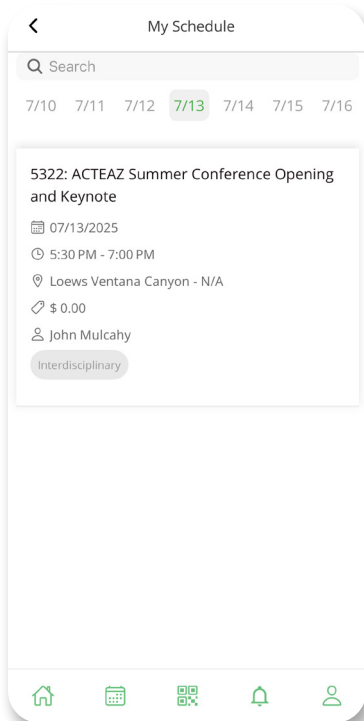 My Schedule
Search
7/10 7/11 7/12 7/13 7/14 7/15 7/16
5322: ACTEAZ Summer Conference Opening
and Keynote
07/13/2025
5:30 PM - 7:00 PM
Loews Ventana Canyon - N/A
$ 0.00
John Mulcahy
Interdisciplinary